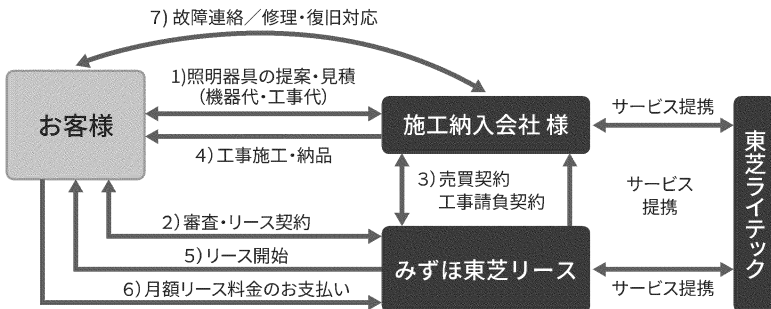 7) 故障連絡／修理・復旧対応
1)照明器具の提案・見積
（機器代・工事代）
お客様
施工納入会社 様
サービス提携
4) 工事施工・納品
3) 売買契約
工事請負契約
サービス
提携
東芝ライテック
2) 審査・リース契約
5) リース開始
みずほ東芝リース
6) 月額リース料金のお支払い
サービス提携